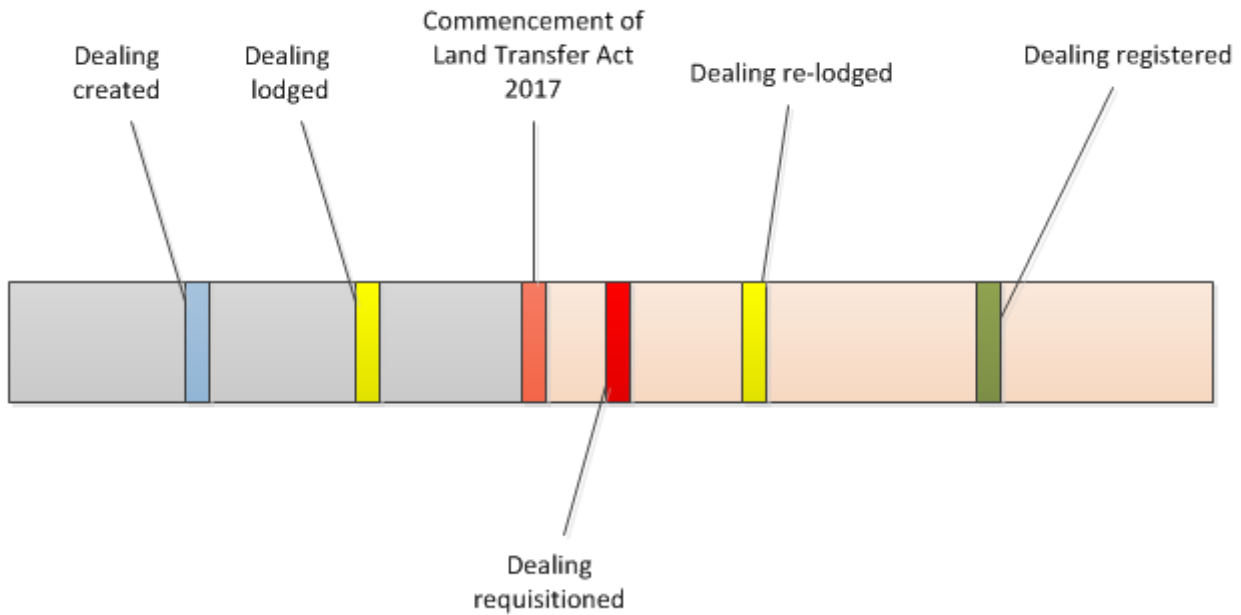 Dealing
created
Dealing
lodged
Commencement of
Land Transfer Act
2017
Dealing re-lodged
Dealing registered
Dealing
requisitioned